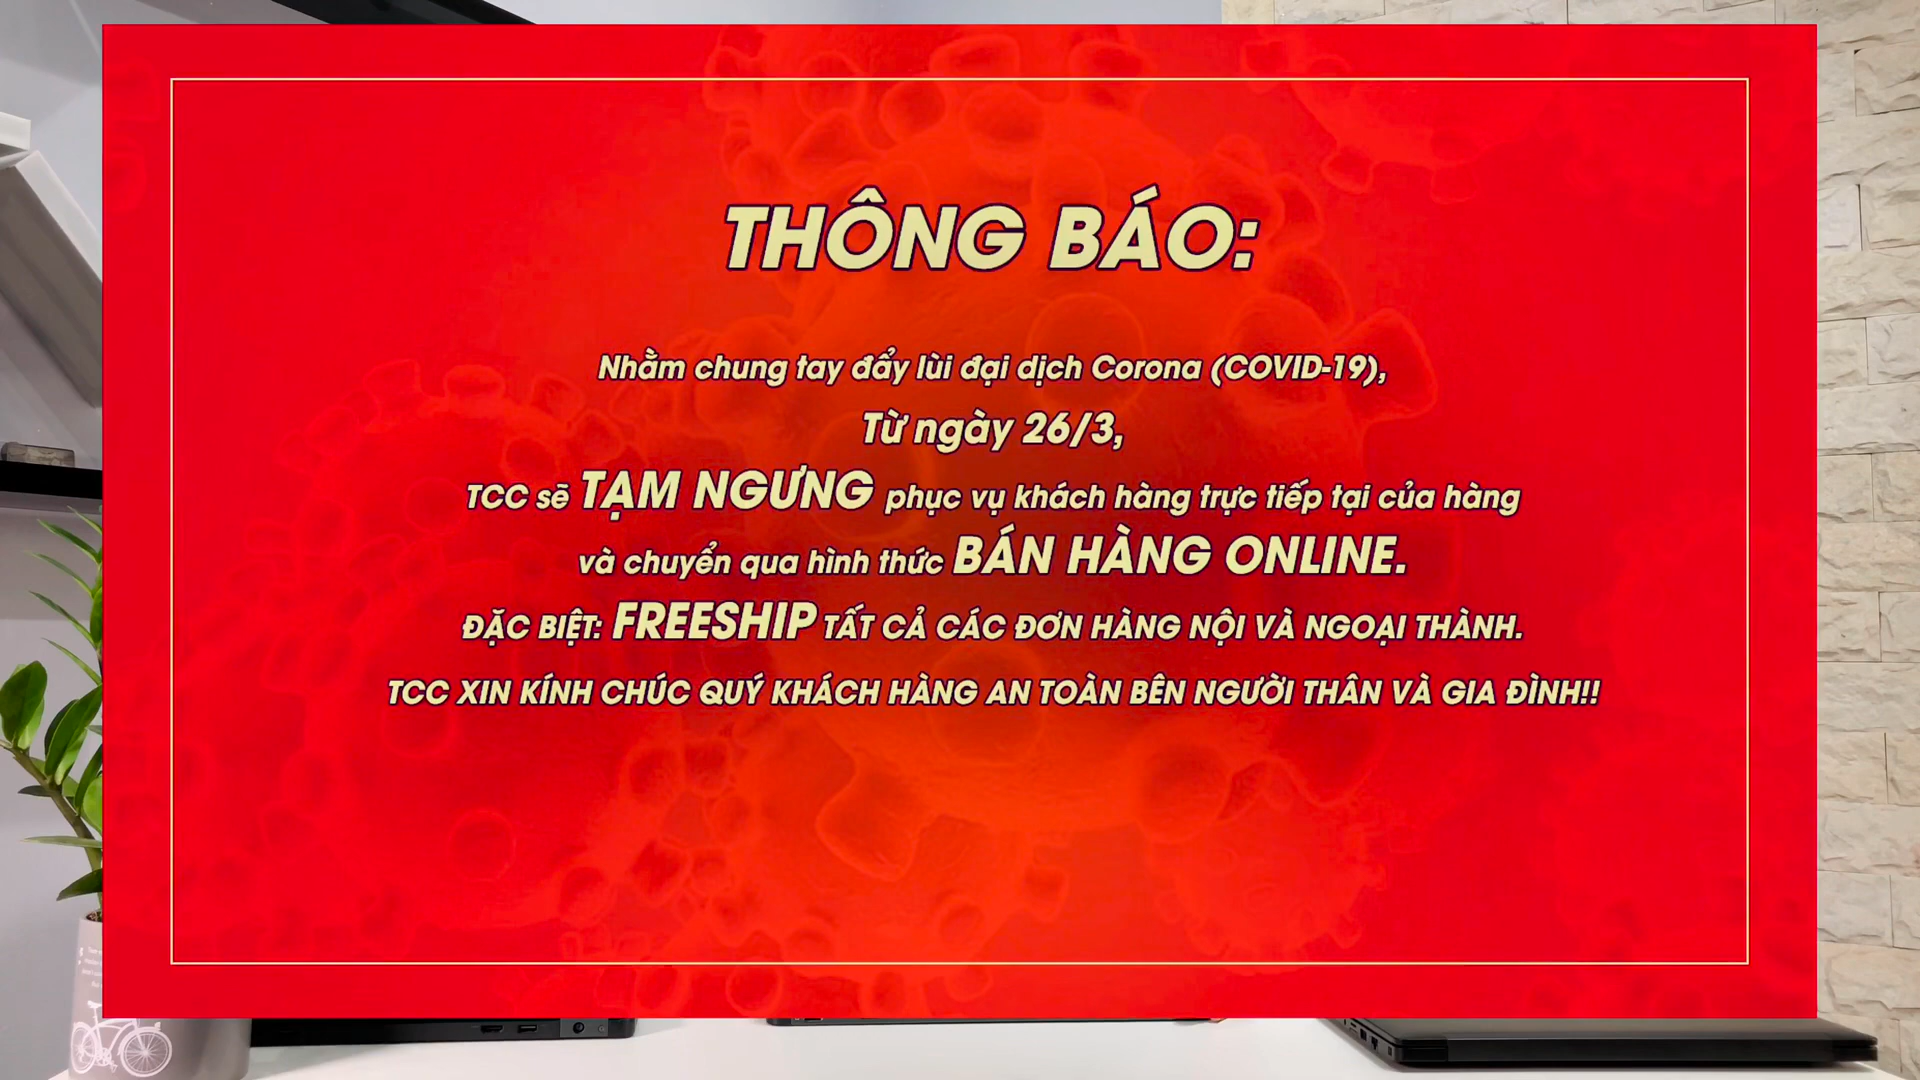 THÔNG BÁO:
Nhằm chung tay đẩy lùi đại dịch Corona (COVID-19),
Từ ngày 26/3,
TCC sẽ TẠM NGƯNG phục vụ khách hàng trực tiếp tại của hàng
và chuyển qua hình thức BÁN HÀNG ONLINE.
ĐẶC BIỆT: FREESHIP TẤT CẢ CÁC ĐƠN HÀNG NỘI VÀ NGOẠI THÀNH.
TCC XIN KÍNH CHÚC QUÝ KHÁCH HÀNG AN TOÀN BÊN NGƯỜI THÂN VÀ GIA ĐÌNH!!